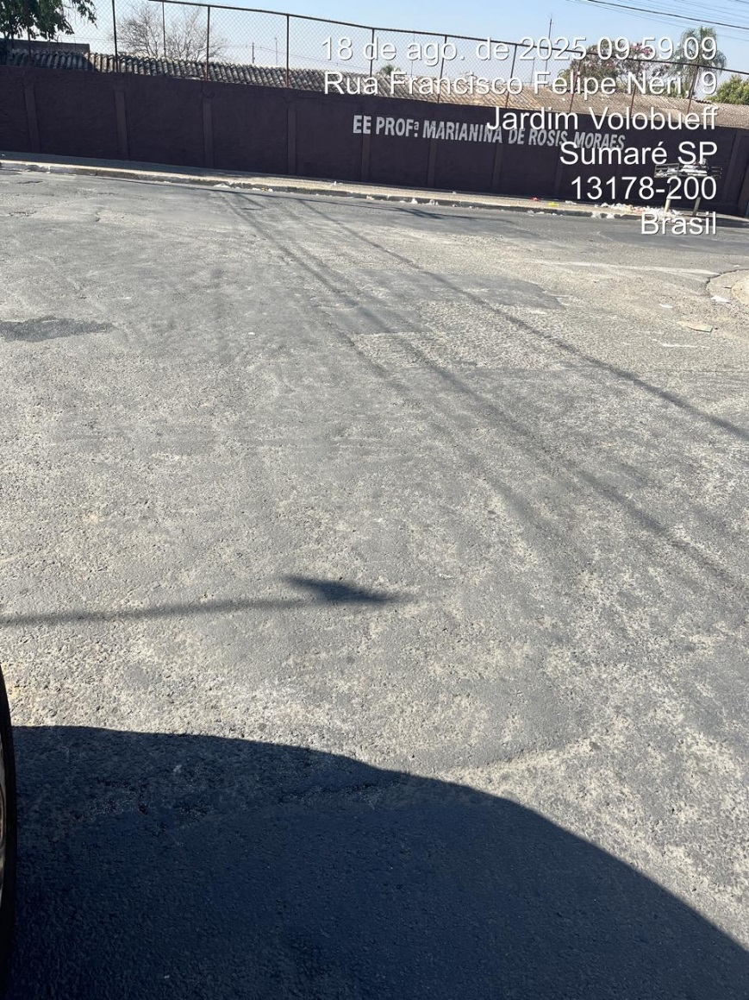 18 de ago. de 2025 09:59:09
Rua Francisco Felipe Neri, 9
Jardim Volobueff
Sumaré SP
13178-200
Brasil
EE PROFª MARIANINA DE ROSIS MORAES